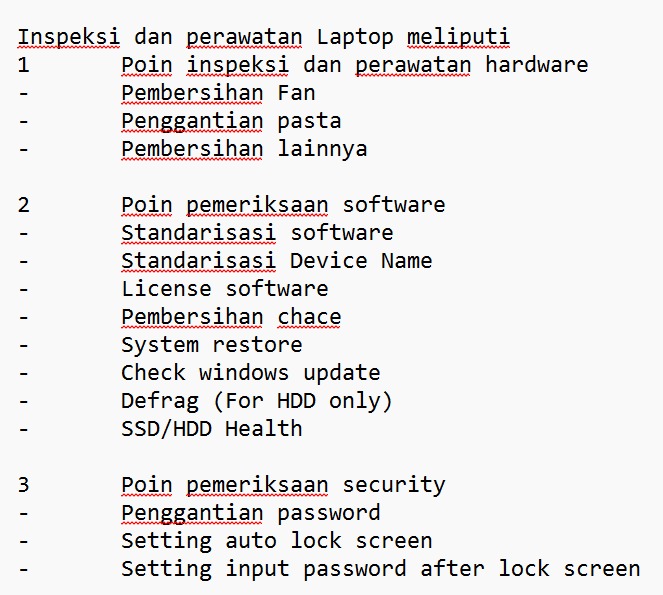 Inspeksi dan perawatan Laptop meliputi
1 Poin inspeksi dan perawatan hardware
- Pembersihan Fan
- Penggantian pasta
- Pembersihan lainnya
2 Poin pemeriksaan software
- Standarisasi software
- Standarisasi Device Name
- License software
- Pembersihan chace
- System restore
- Check windows update
- Defrag (For HDD only)
- SSD/HDD Health
3 Poin pemeriksaan security
- Penggantian password
- Setting auto lock screen
- Setting input password after lock screen